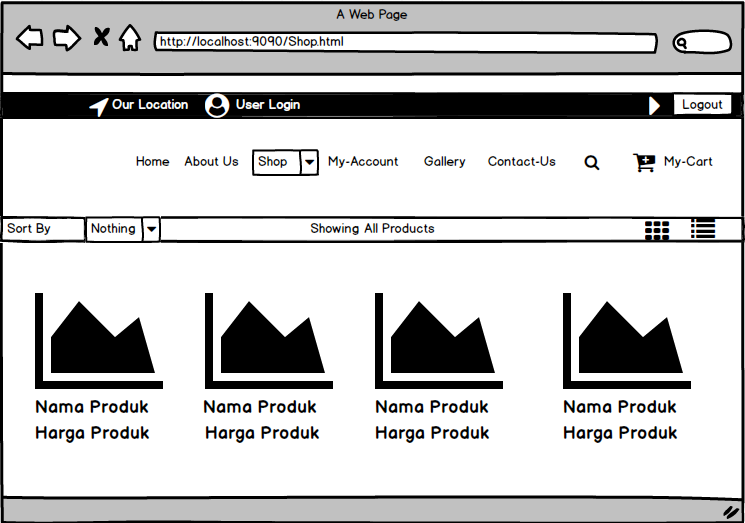 A Web Page
http://localhost:9090/Shop.html
Our Location User Login Logout
Home About Us Shop My-Account Gallery Contact-Us My-Cart
Sort By Nothing Showing All Products
Nama Produk Nama Produk Nama Produk Nama Produk
Harga Produk Harga Produk Harga Produk Harga Produk